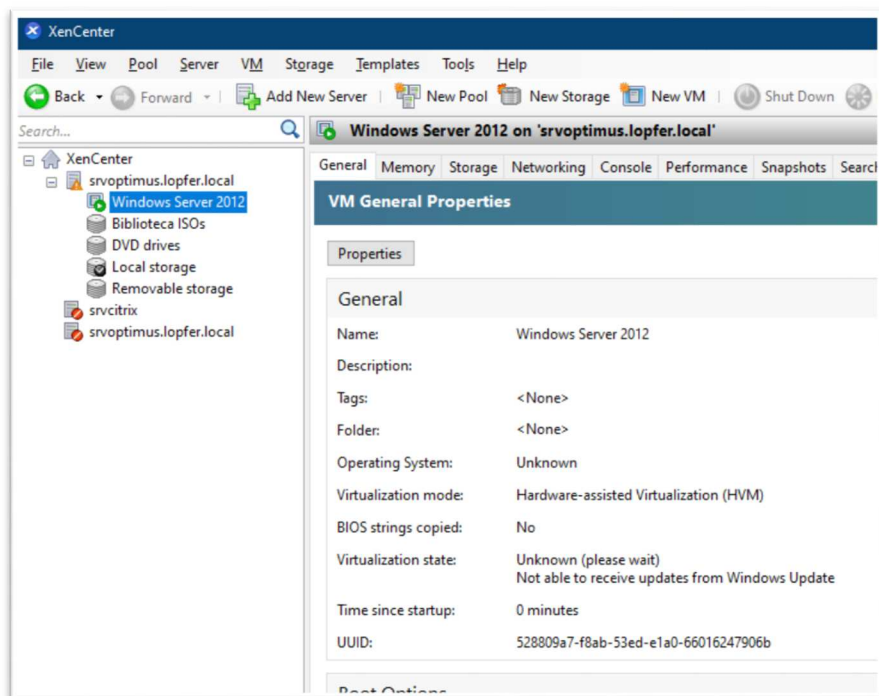 XenCenter
File View Pool Server VM Storage Templates Tools Help
Back Forward Add New Server New Pool New Storage New VM Shut Down
Search...
Windows Server 2012 on 'srvoptimus.lopfer.local'
XenCenter
srvoptimus.lopfer.local
Windows Server 2012
Biblioteca ISOs
DVD drives
Local storage
Removable storage
srvcitrix
srvoptimus.lopfer.local
General Memory Storage Networking Console Performance Snapshots Search
VM General Properties
Properties
General
Name: Windows Server 2012
Description:
Tags: <None>
Folder: <None>
Operating System: Unknown
Virtualization mode: Hardware-assisted Virtualization (HVM)
BIOS strings copied: No
Virtualization state: Unknown (please wait)
Not able to receive updates from Windows Update
Time since startup: 0 minutes
UUID: 528809a7-f8ab-53ed-e1a0-66016247906b
Boot Options